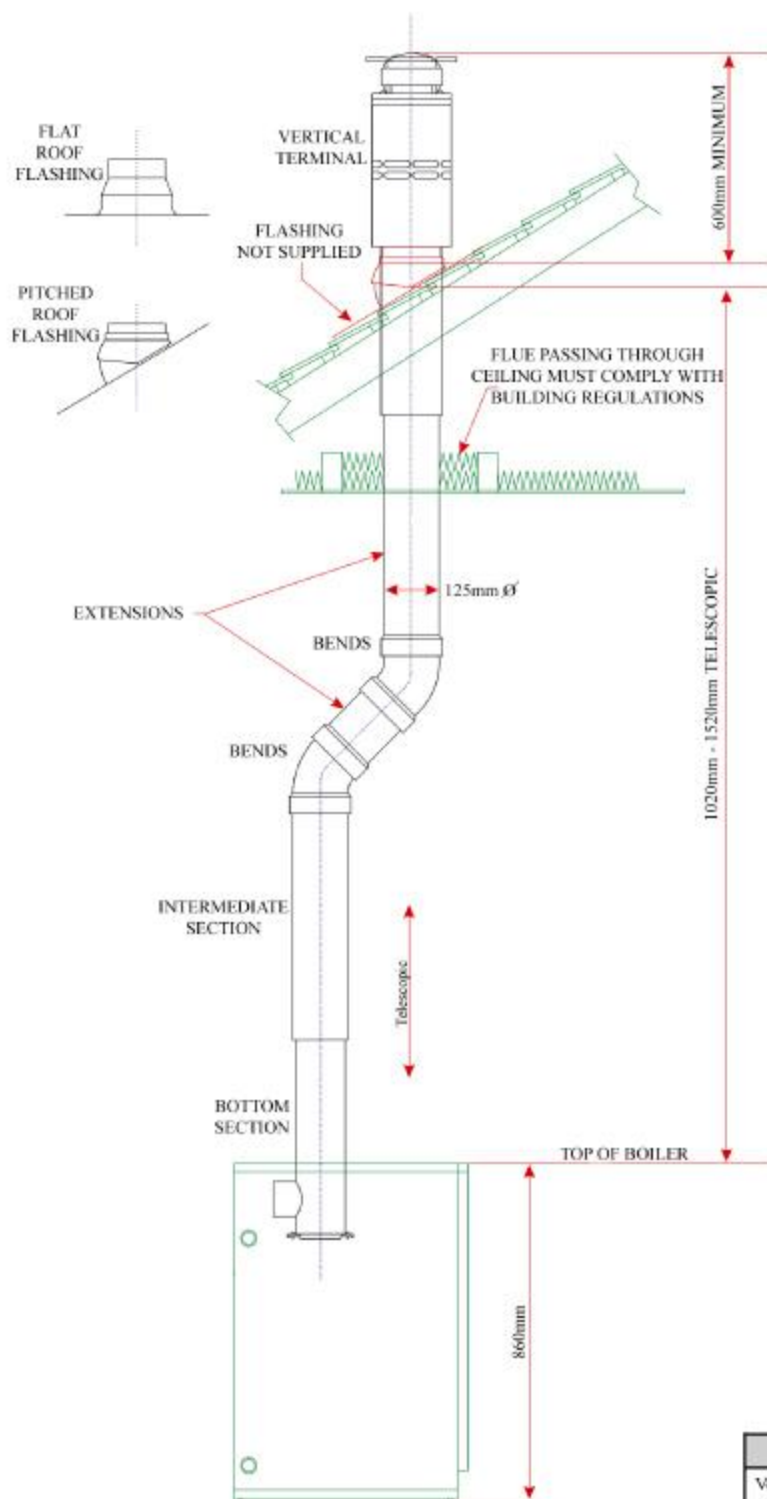 FLAT
ROOF
FLASHING
VERTICAL
TERMINAL
600mm MINIMUM
FLASHING
NOT SUPPLIED
PITCHED
ROOF
FLASHING
FLUE PASSING THROUGH
CEILING MUST COMPLY WITH
BUILDING REGULATIONS
EXTENSIONS
125mm Ø
BENDS
1020mm - 1520mm TELESCOPIC
BENDS
INTERMEDIATE
SECTION
Telescopic
BOTTOM
SECTION
TOP OF BOILER
860mm